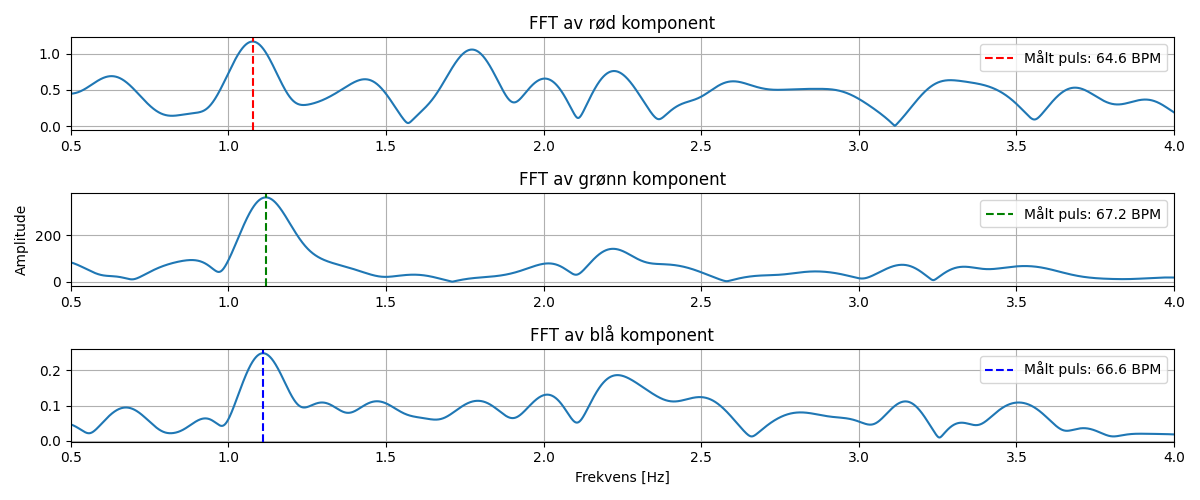 FFT av rød komponent
1.0
0.5
0.0
Målt puls: 64.6 BPM
0.5 1.0 1.5 2.0 2.5 3.0 3.5 4.0
FFT av grønn komponent
Amplitude
200
0
Målt puls: 67.2 BPM
0.5 1.0 1.5 2.0 2.5 3.0 3.5 4.0
FFT av blå komponent
0.2
0.1
0.0
Målt puls: 66.6 BPM
0.5 1.0 1.5 2.0 2.5 3.0 3.5 4.0
Frekvens [Hz]